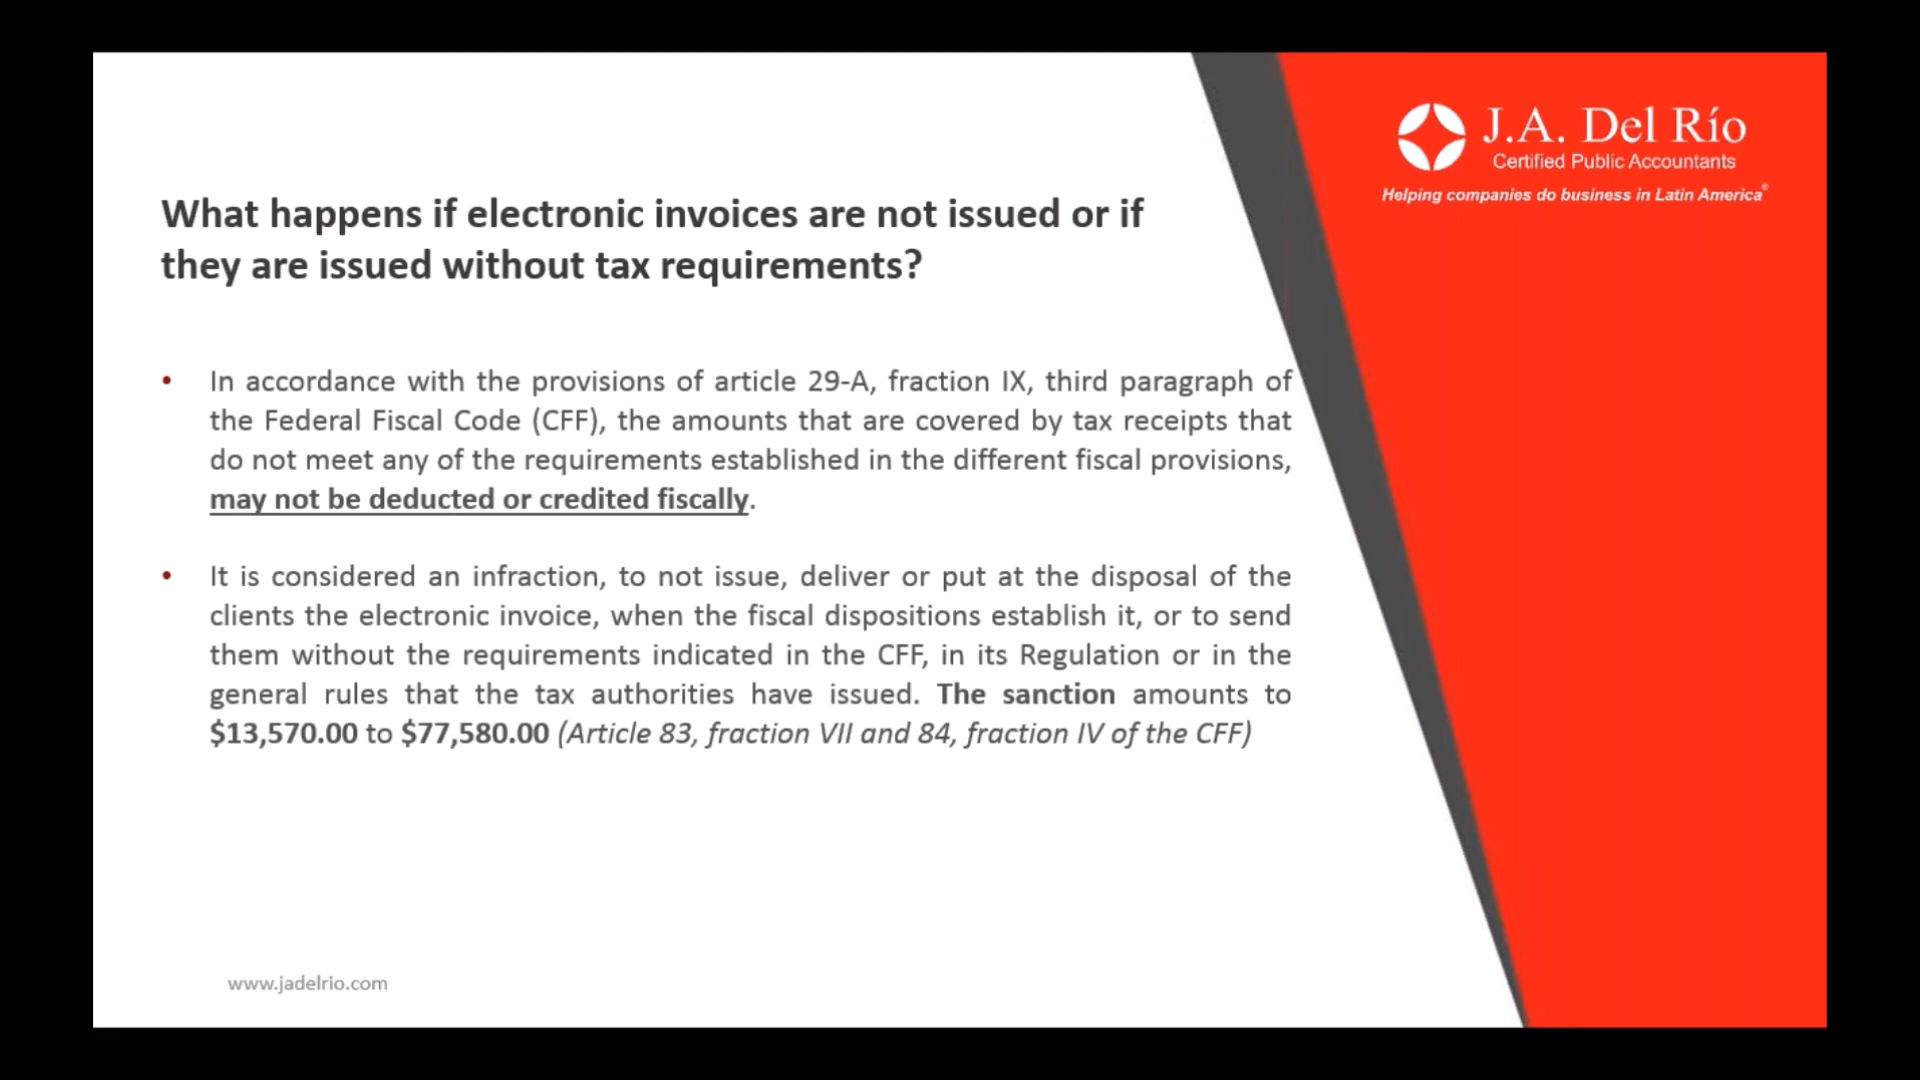 J.A. Del Río
Certified Public Accountants
Helping companies do business in Latin America®
What happens if electronic invoices are not issued or if
they are issued without tax requirements?
• In accordance with the provisions of article 29-A, fraction IX, third paragraph of
the Federal Fiscal Code (CFF), the amounts that are covered by tax receipts that
do not meet any of the requirements established in the different fiscal provisions,
may not be deducted or credited fiscally.
• It is considered an infraction, to not issue, deliver or put at the disposal of the
clients the electronic invoice, when the fiscal dispositions establish it, or to send
them without the requirements indicated in the CFF, in its Regulation or in the
general rules that the tax authorities have issued. The sanction amounts to
$13,570.00 to $77,580.00 (Article 83, fraction VII and 84, fraction IV of the CFF)
www.jadelrio.com